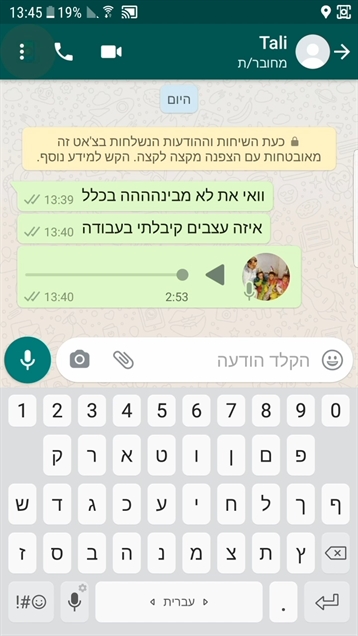 13:45 19%
Tali
מחובר/ת
היום
כעת השיחות וההודעות הנשלחות בצ'אט זה
מאובטחות עם הצפנה מקצה לקצה. הקש למידע נוסף.
וואי את לא מבינהההה בכלל 13:39
איזה עצבים קיבלתי בעבודה 13:40
2:53 13:40
הקלד הודעה
1 2 3 4 5 6 7 8 9 0
ק ר א ט ו ן ם פ
ש ד ג כ ע י ח ל ך ף
ז ס ב ה נ מ צ ת ץ
!#☺ עברית .